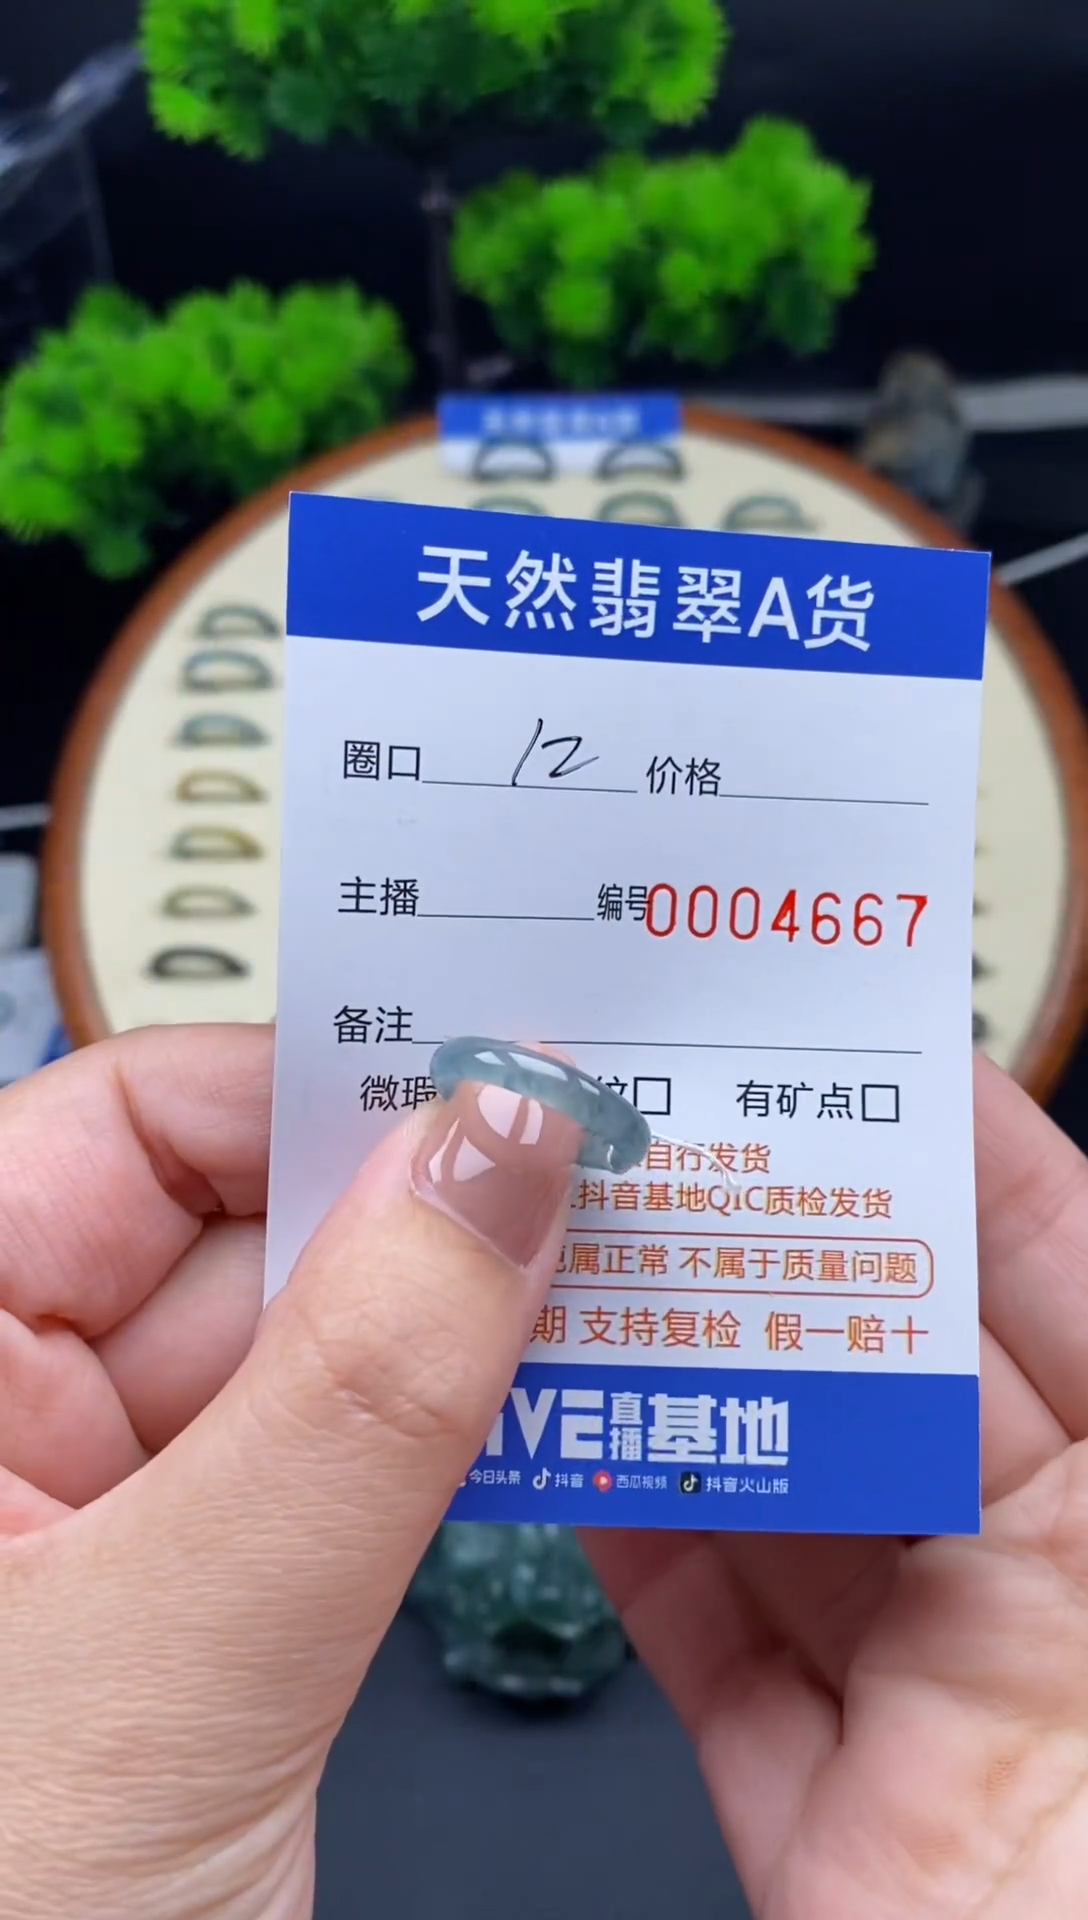 天然翡翠A货
圈口 12 价格
主播 编号0004667
备注
微瑕 纹□ 有矿点□
自行发货
抖音基地QIC质检发货
属正常 不属于质量问题
期 支持复检 假一赔十
IVE直播基地
今日头条 抖音 西瓜视频 抖音火山版